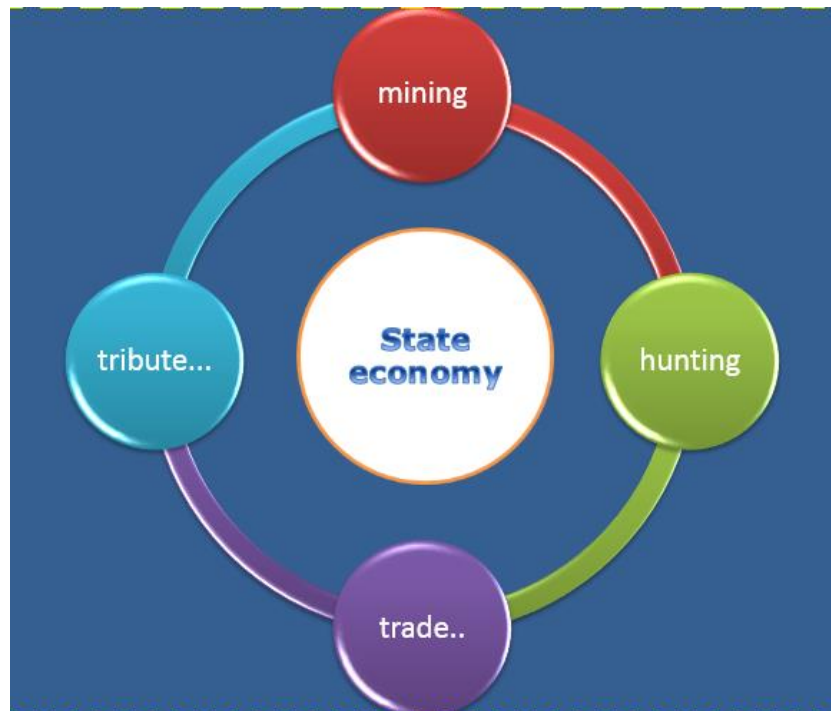 mining
tribute...
State
economy
hunting
trade..